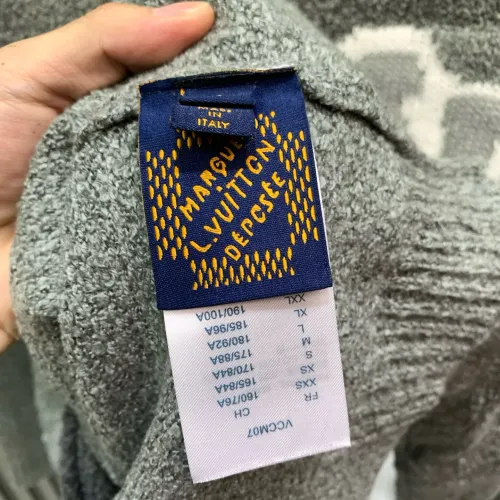 MADE
IN
ITALY
MARQUE
L.VUITTON
DÉPOSÉE
VCCM07
FR CH
XXS 160/76A
XS 165/84A
S 170/84A
M 175/88A
L 180/92A
XL 185/96A
XXL 190/100A